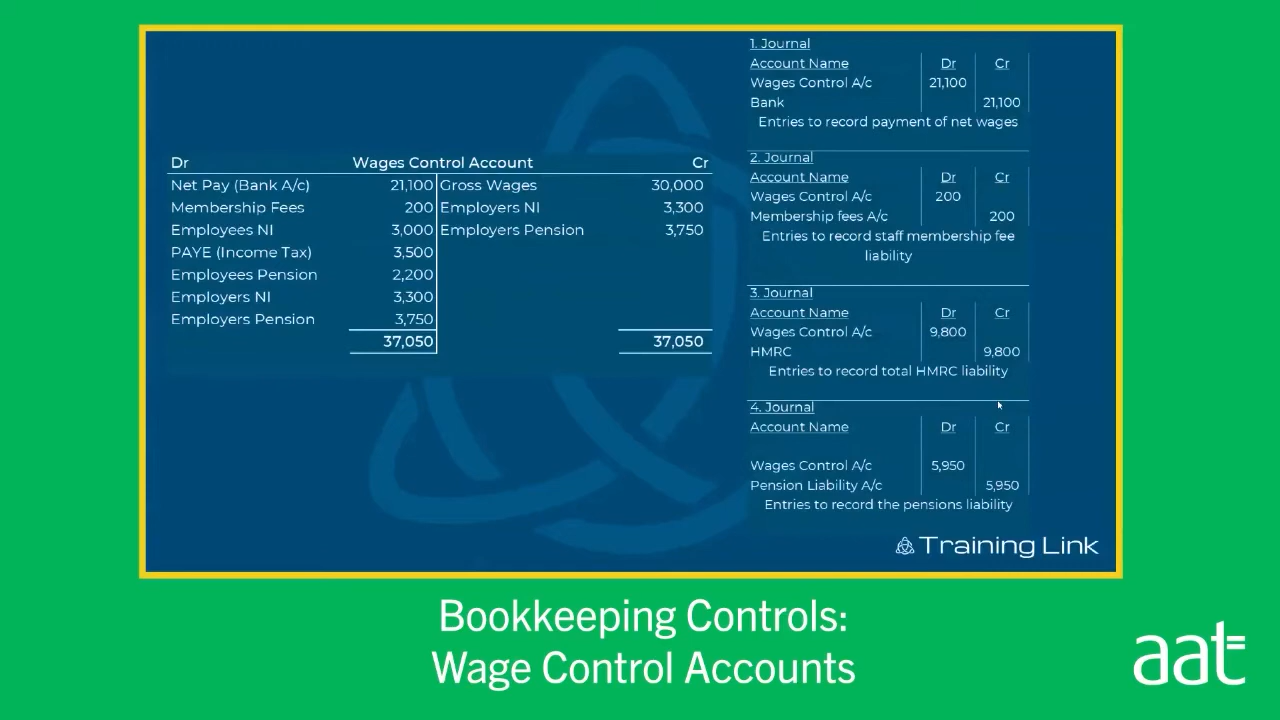 Dr Wages Control Account Cr
Net Pay (Bank A/c) 21,100 Gross Wages 30,000
Membership Fees 200 Employers NI 3,300
Employees NI 3,000 Employers Pension 3,750
PAYE (Income Tax) 3,500
Employees Pension 2,200
Employers NI 3,300
Employers Pension 3,750
37,050 37,050
1. Journal
Account Name Dr Cr
Wages Control A/c 21,100
Bank 21,100
Entries to record payment of net wages
2. Journal
Account Name Dr Cr
Wages Control A/c 200
Membership fees A/c 200
Entries to record staff membership fee
liability
3. Journal
Account Name Dr Cr
Wages Control A/c 9,800
HMRC 9,800
Entries to record total HMRC liability
4. Journal
Account Name Dr Cr
Wages Control A/c 5,950
Pension Liability A/c 5,950
Entries to record the pensions liability
Training Link
Bookkeeping Controls:
Wage Control Accounts
aat